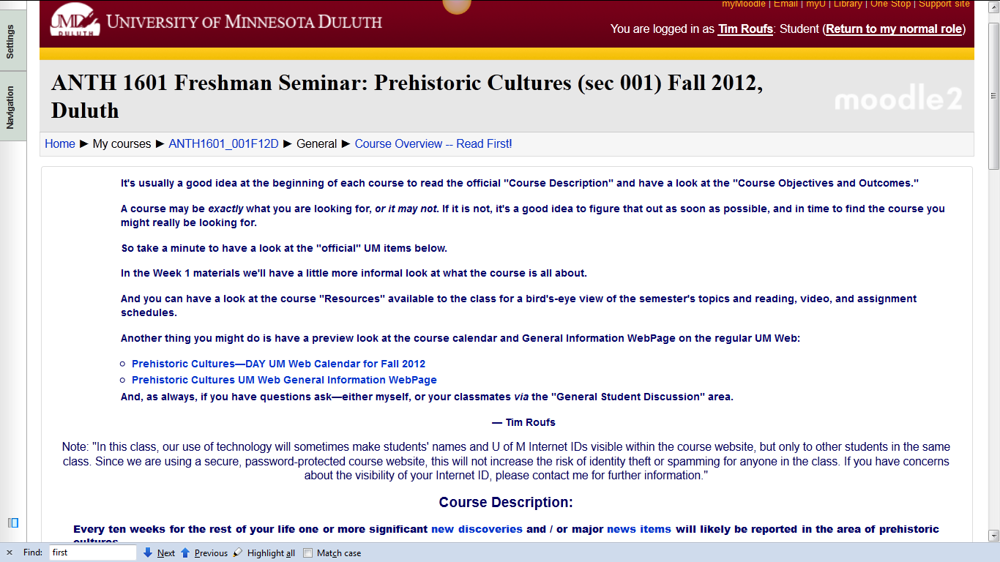 myMoodle | Email | myU | Library | One Stop | Support site
UMD
DULUTH
UNIVERSITY OF MINNESOTA DULUTH
You are logged in as Tim Roufs: Student (Return to my normal role)
Settings
Navigation
ANTH 1601 Freshman Seminar: Prehistoric Cultures (sec 001) Fall 2012,
Duluth
moodle2
Home ► My courses ► ANTH1601_001F12D ► General ► Course Overview -- Read First!
It's usually a good idea at the beginning of each course to read the official "Course Description" and have a look at the "Course Objectives and Outcomes."
A course may be exactly what you are looking for, or it may not. If it is not, it's a good idea to figure that out as soon as possible, and in time to find the course you
might really be looking for.
So take a minute to have a look at the "official" UM items below.
In the Week 1 materials we'll have a little more informal look at what the course is all about.
And you can have a look at the course "Resources" available to the class for a bird's-eye view of the semester's topics and reading, video, and assignment
schedules.
Another thing you might do is have a preview look at the course calendar and General Information WebPage on the regular UM Web:
Prehistoric Cultures—DAY UM Web Calendar for Fall 2012
Prehistoric Cultures UM Web General Information WebPage
And, as always, if you have questions ask—either myself, or your classmates via the "General Student Discussion" area.
— Tim Roufs
Note: "In this class, our use of technology will sometimes make students' names and U of M Internet IDs visible within the course website, but only to other students in the same
class. Since we are using a secure, password-protected course website, this will not increase the risk of identity theft or spamming for anyone in the class. If you have concerns
about the visibility of your Internet ID, please contact me for further information."
Course Description:
Every ten weeks for the rest of your life one or more significant new discoveries and / or major news items will likely be reported in the area of prehistoric
cultures
Find: first Next Previous Highlight all Match case